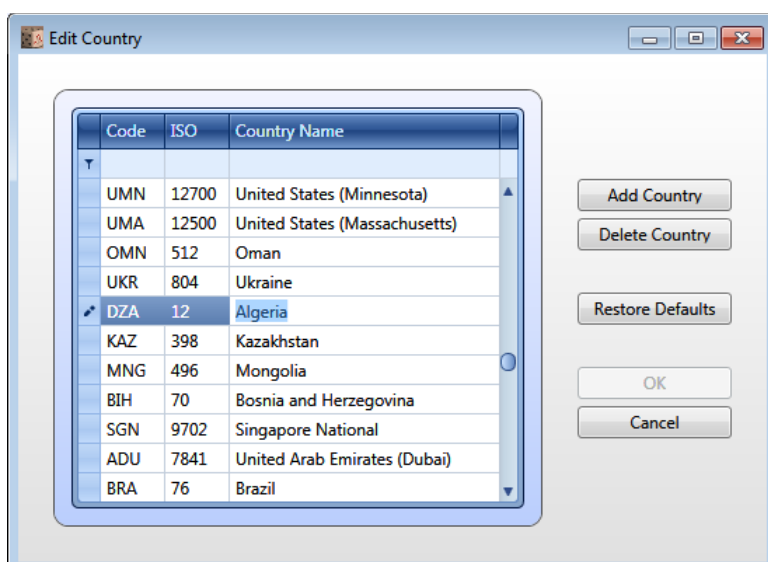 Edit Country
Code ISO Country Name
UMN 12700 United States (Minnesota)
UMA 12500 United States (Massachusetts)
OMN 512 Oman
UKR 804 Ukraine
DZA 12 Algeria
KAZ 398 Kazakhstan
MNG 496 Mongolia
BIH 70 Bosnia and Herzegovina
SGN 9702 Singapore National
ADU 7841 United Arab Emirates (Dubai)
BRA 76 Brazil
Add Country
Delete Country
Restore Defaults
OK
Cancel